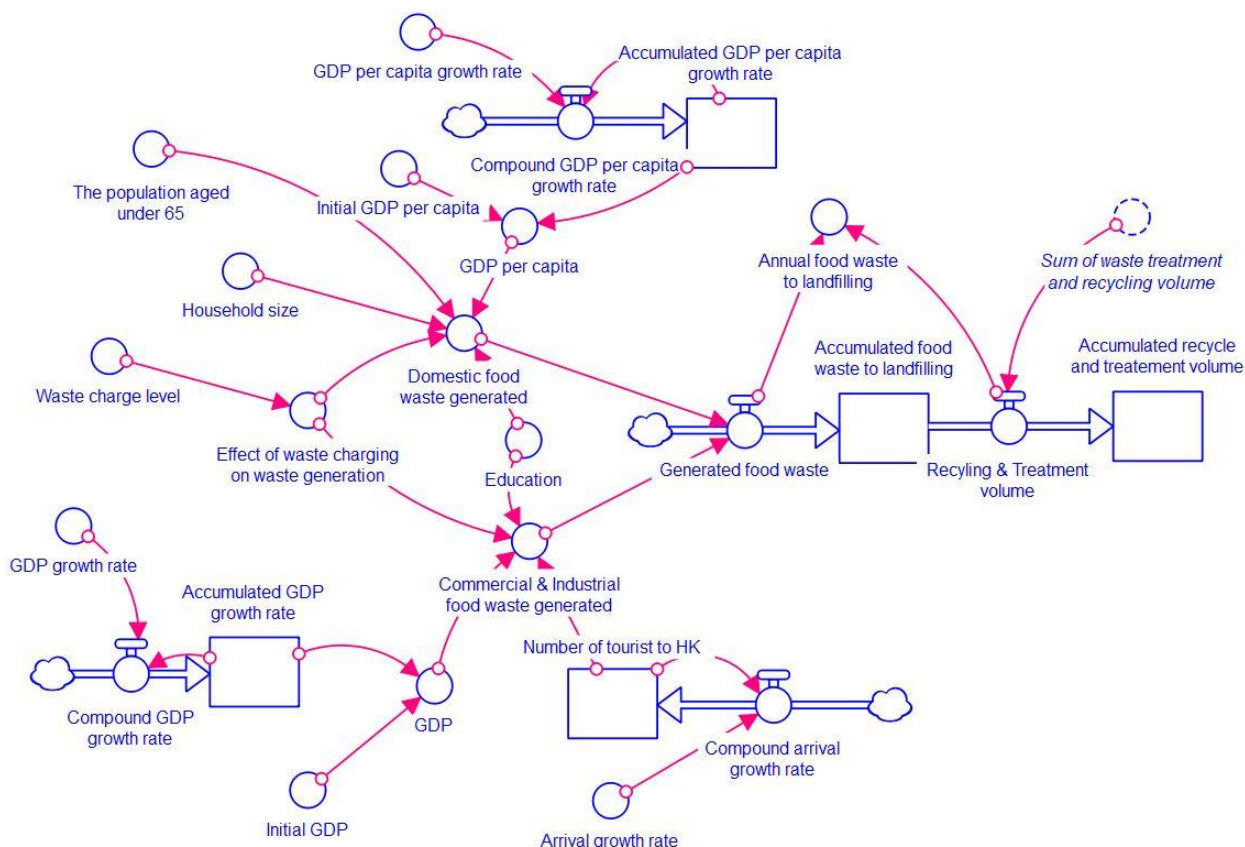 GDP per capita growth rate
Accumulated GDP per capita
growth rate
The population aged
under 65
Initial GDP per capita
Compound GDP per capita
growth rate
GDP per capita
Annual food waste
to landfilling
Sum of waste treatment
and recycling volume
Household size
Waste charge level
Domestic food
waste generated
Accumulated food
waste to landfilling
Accumulated recycle
and treatement volume
Effect of waste charging
on waste generation
Education
Generated food waste
Recyling & Treatment
volume
GDP growth rate
Accumulated GDP
growth rate
Commercial & Industrial
food waste generated
Number of tourist to HK
Compound GDP
growth rate
GDP
Compound arrival
growth rate
Initial GDP
Arrival growth rate